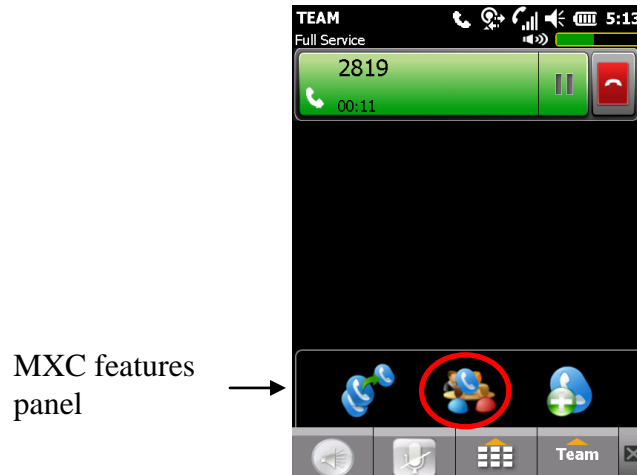 TEAM
5:13
Full Service
2819
00:11
MXC features
panel
Team